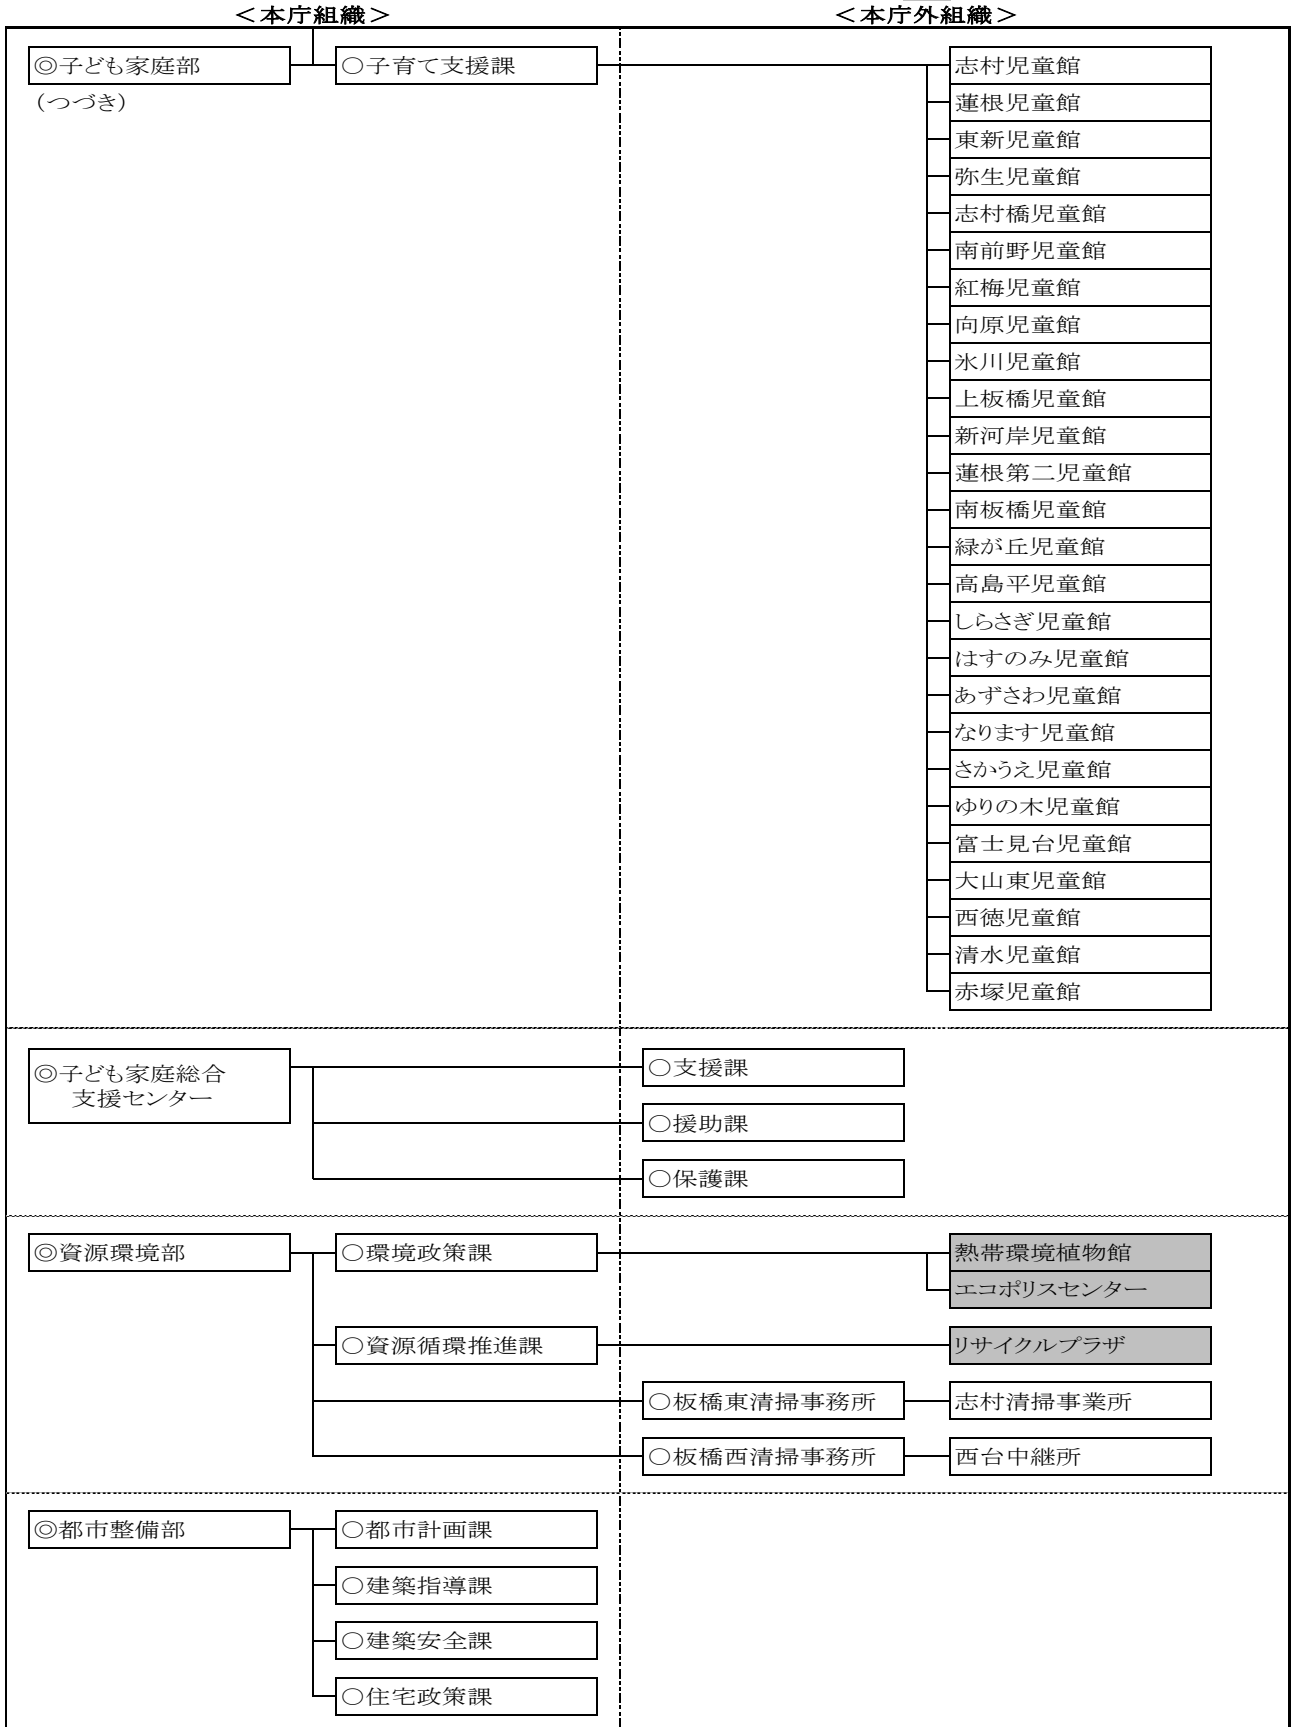 ＜本庁組織＞
＜本庁外組織＞
◎子ども家庭部
（つづき）
○子育て支援課
志村児童館
蓮根児童館
東新児童館
弥生児童館
志村橋児童館
南前野児童館
紅梅児童館
向原児童館
氷川児童館
上板橋児童館
新河岸児童館
蓮根第二児童館
南板橋児童館
緑が丘児童館
高島平児童館
しらさぎ児童館
はすのみ児童館
あずさわ児童館
なります児童館
さかうえ児童館
ゆりの木児童館
富士見台児童館
大山東児童館
西徳児童館
清水児童館
赤塚児童館
◎子ども家庭総合
支援センター
○支援課
○援助課
○保護課
◎資源環境部
○環境政策課
熱帯環境植物館
エコポリスセンター
○資源循環推進課
リサイクルプラザ
○板橋東清掃事務所
志村清掃事業所
○板橋西清掃事務所
西台中継所
◎都市整備部
○都市計画課
○建築指導課
○建築安全課
○住宅政策課